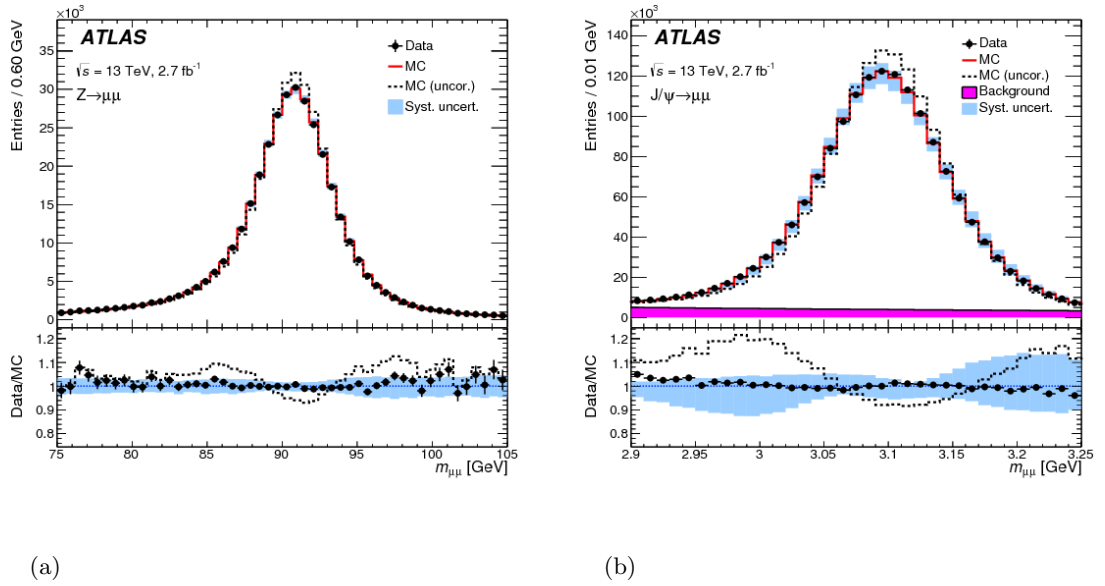 ×10³
ATLAS
√s = 13 TeV, 2.7 fb⁻¹
Z→μμ
Data
MC
MC (uncor.)
Syst. uncert.
Entries / 0.60 GeV
35
30
25
20
15
10
5
0
Data/MC
1.2
1.1
1
0.9
0.8
75 80 85 90 95 100 105
m_μμ [GeV]
(a)
×10³
ATLAS
√s = 13 TeV, 2.7 fb⁻¹
J/ψ→μμ
Data
MC
MC (uncor.)
Background
Syst. uncert.
Entries / 0.01 GeV
140
120
100
80
60
40
20
0
Data/MC
1.2
1.1
1
0.9
0.8
2.9 2.95 3 3.05 3.1 3.15 3.2 3.25
m_μμ [GeV]
(b)